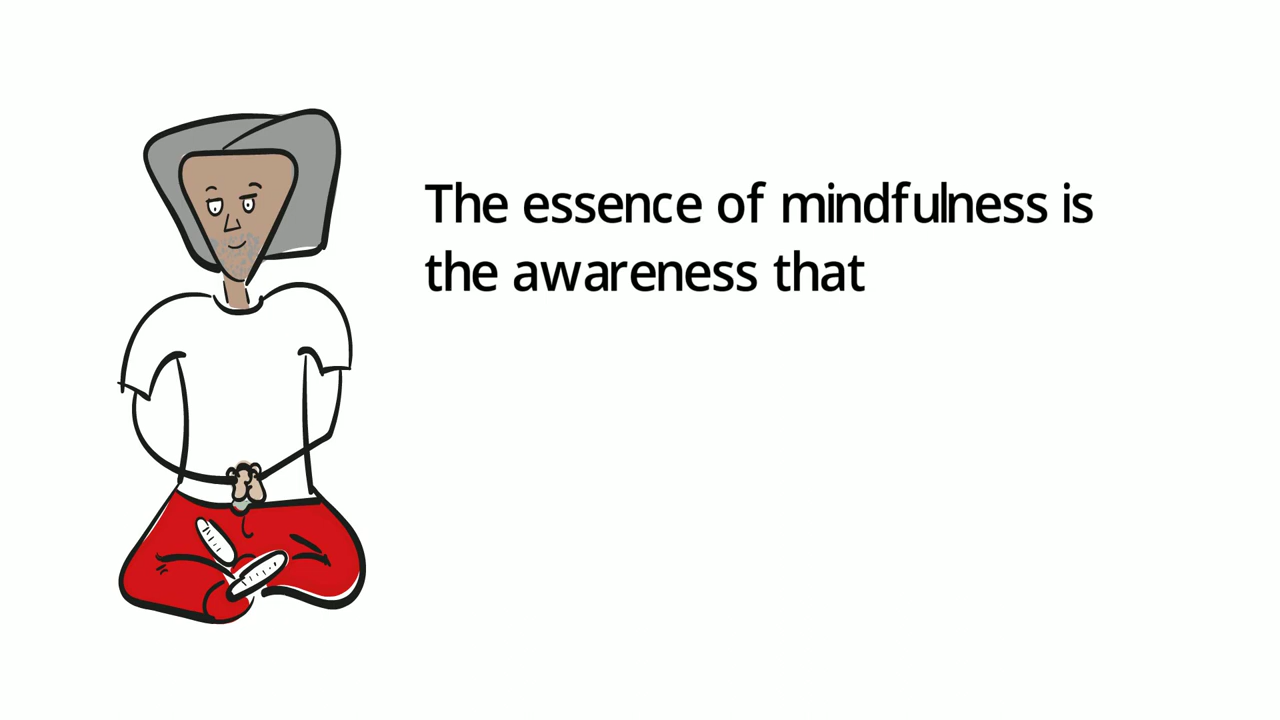 The essence of mindfulness is
the awareness that